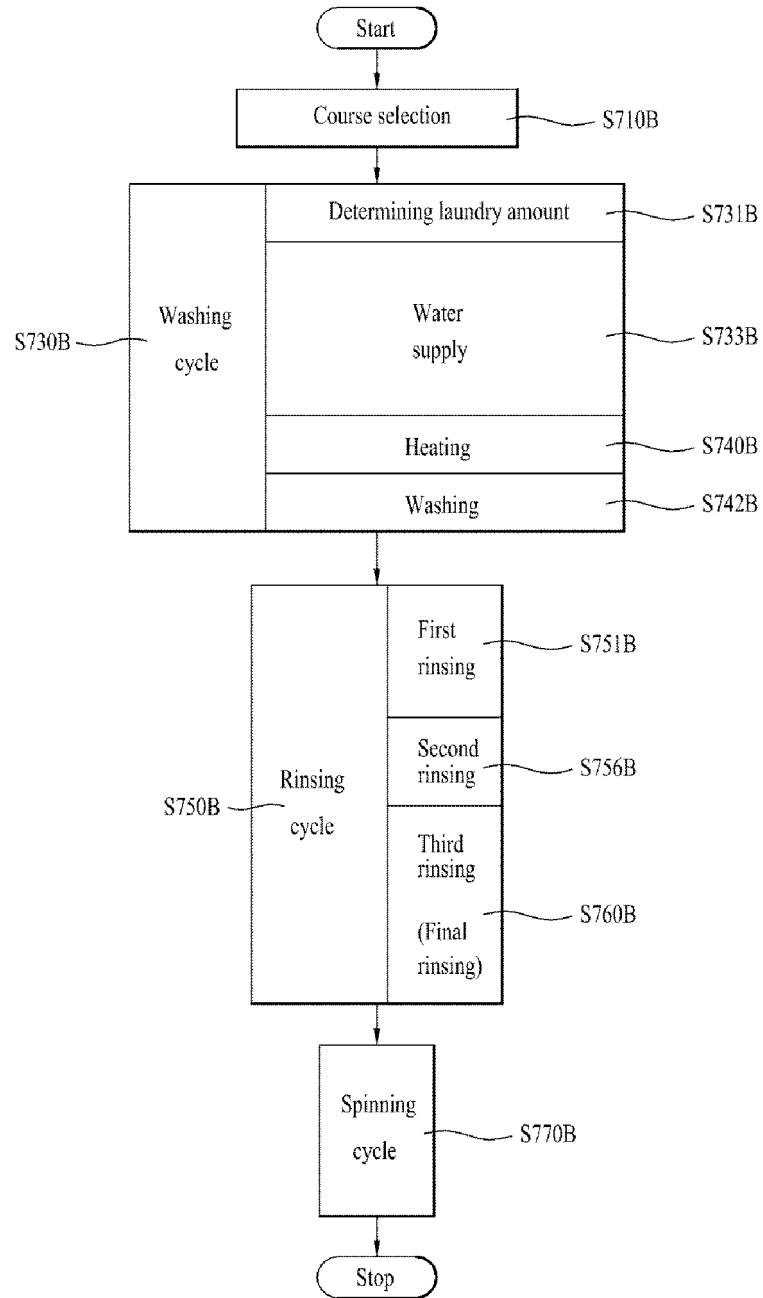 Start
Course selection
S710B
Determining laundry amount
S731B
Washing
cycle
S730B
Water
supply
S733B
Heating
S740B
Washing
S742B
First
rinsing
S751B
Second
rinsing
S756B
Rinsing
cycle
S750B
Third
rinsing
(Final
rinsing)
S760B
Spinning
cycle
S770B
Stop